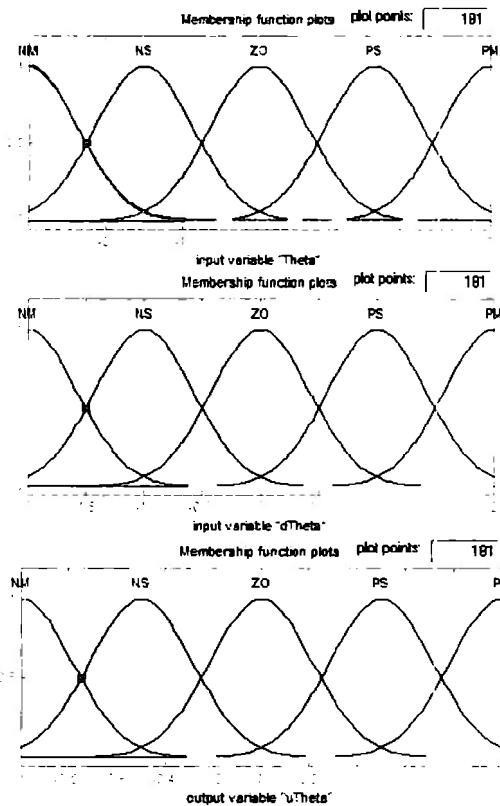 Membership function plots plot points: 181
NM NS ZO PS PM
input variable "Theta"
Membership function plots plot points: 181
NM NS ZO PS PM
input variable "dTheta"
Membership function plots plot points: 181
NM NS ZO PS
output variable "uTheta"